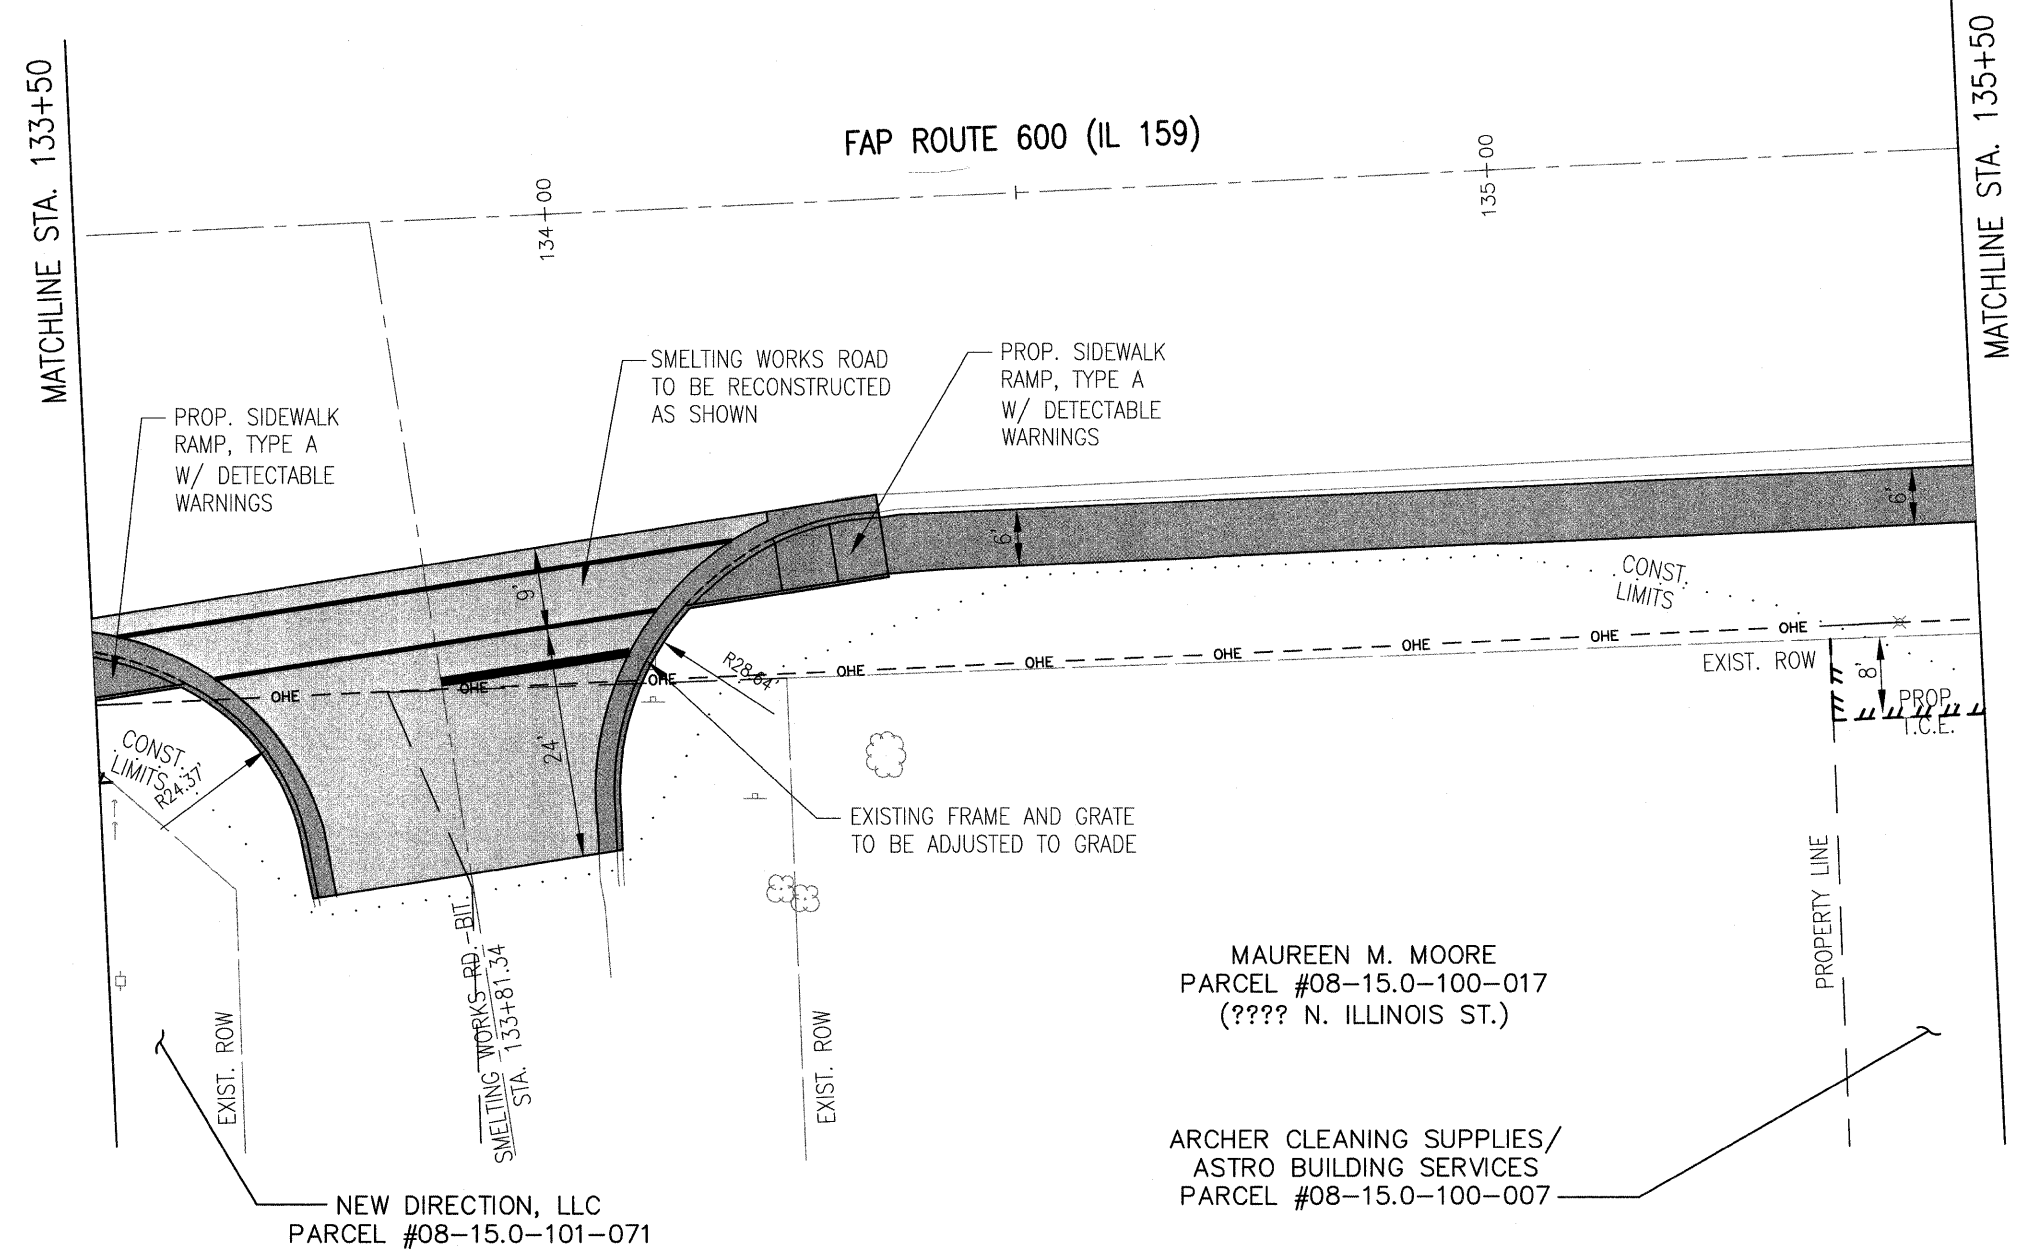 MATCHLINE STA. 133+50
FAP ROUTE 600 (IL 159)
MATCHLINE STA. 135+50
134+00
135+00
SMELTING WORKS ROAD
TO BE RECONSTRUCTED
AS SHOWN
PROP. SIDEWALK
RAMP, TYPE A
W/ DETECTABLE
WARNINGS
PROP. SIDEWALK
RAMP, TYPE A
W/ DETECTABLE
WARNINGS
9'
6'
6'
CONST.
LIMITS
OHE
OHE
OHE
OHE
OHE
OHE
OHE
OHE
OHE
R28.64'
EXIST. ROW
8'
PROP.
T.C.E.
24'
CONST.
LIMITS
R24.37'
EXISTING FRAME AND GRATE
TO BE ADJUSTED TO GRADE
SMELTING WORKS RD.-BIT.
STA. 133+81.34
EXIST. ROW
EXIST. ROW
PROPERTY LINE
MAUREEN M. MOORE
PARCEL #08-15.0-100-017
(???? N. ILLINOIS ST.)
ARCHER CLEANING SUPPLIES/
ASTRO BUILDING SERVICES
PARCEL #08-15.0-100-007
NEW DIRECTION, LLC
PARCEL #08-15.0-101-071